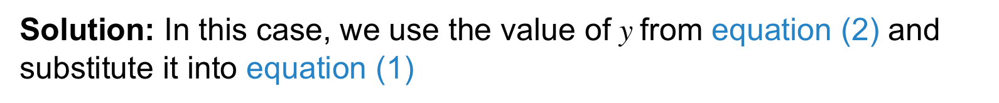 Solution: In this case, we use the value of y from equation (2) and
substitute it into equation (1)